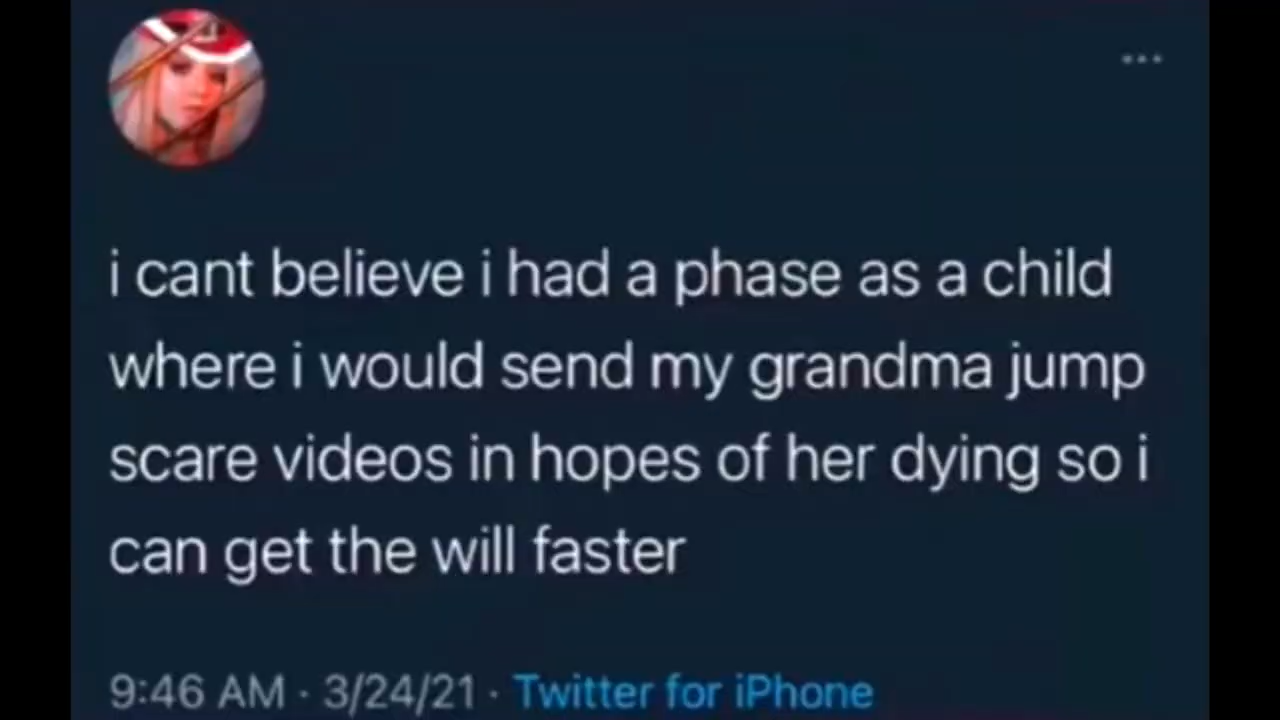 i cant believe i had a phase as a child
where i would send my grandma jump
scare videos in hopes of her dying so i
can get the will faster
9:46 AM · 3/24/21 · Twitter for iPhone